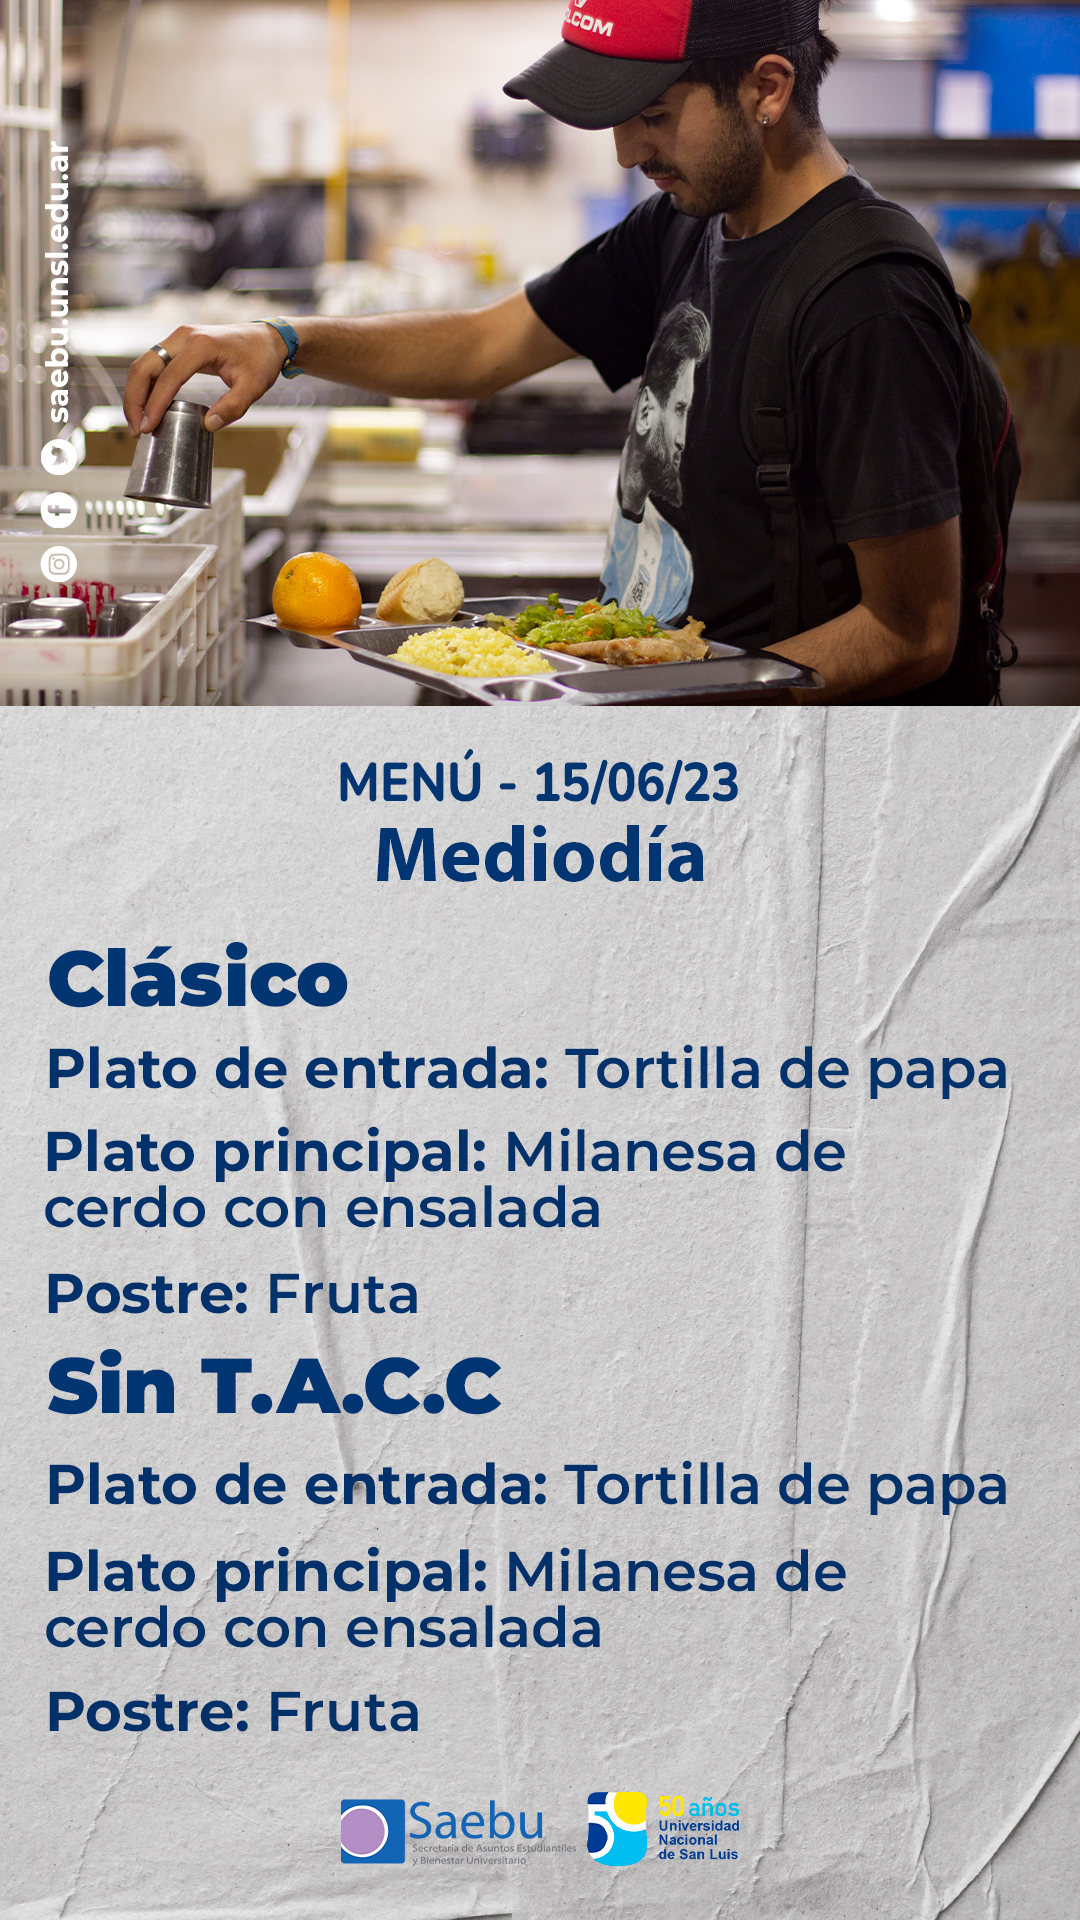 OLCOM
saebu.unsl.edu.ar
MENÚ - 15/06/23
Mediodía
Clásico
Plato de entrada: Tortilla de papa
Plato principal: Milanesa de
cerdo con ensalada
Postre: Fruta
Sin T.A.C.C
Plato de entrada: Tortilla de papa
Plato principal: Milanesa de
cerdo con ensalada
Postre: Fruta
Saebu
Secretaría de Asuntos Estudiantiles
y Bienestar Universitario
50 años
Universidad
Nacional
de San Luis